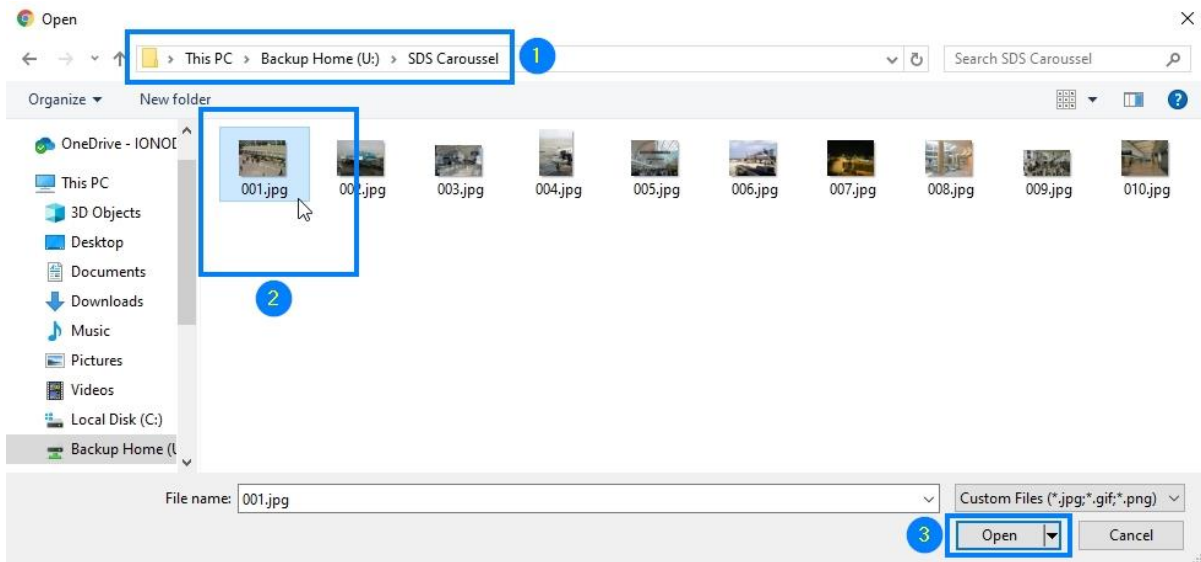 Open
This PC > Backup Home (U:) > SDS Caroussel
1
Search SDS Caroussel
Organize
New folder
OneDrive - IONOD
This PC
3D Objects
Desktop
Documents
Downloads
Music
Pictures
Videos
Local Disk (C:)
Backup Home (U
001.jpg
002.jpg
003.jpg
004.jpg
005.jpg
006.jpg
007.jpg
008.jpg
009.jpg
010.jpg
2
File name: 001.jpg
Custom Files (*.jpg;*.gif;*.png)
3
Open
Cancel